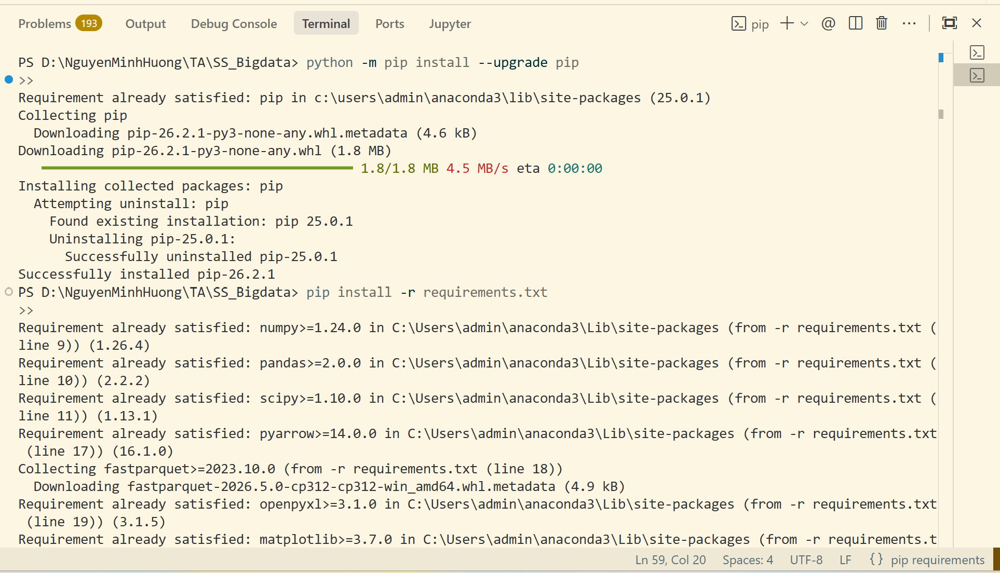 Problems 193 Output Debug Console Terminal Ports Jupyter pip
PS D:\NguyenMinhHuong\TA\SS_Bigdata> python -m pip install --upgrade pip
>>
Requirement already satisfied: pip in c:\users\admin\anaconda3\lib\site-packages (25.0.1)
Collecting pip
  Downloading pip-26.2.1-py3-none-any.whl.metadata (4.6 kB)
Downloading pip-26.2.1-py3-none-any.whl (1.8 MB)
1.8/1.8 MB 4.5 MB/s eta 0:00:00
Installing collected packages: pip
  Attempting uninstall: pip
    Found existing installation: pip 25.0.1
    Uninstalling pip-25.0.1:
      Successfully uninstalled pip-25.0.1
Successfully installed pip-26.2.1
PS D:\NguyenMinhHuong\TA\SS_Bigdata> pip install -r requirements.txt
>>
Requirement already satisfied: numpy>=1.24.0 in C:\Users\admin\anaconda3\Lib\site-packages (from -r requirements.txt (
line 9)) (1.26.4)
Requirement already satisfied: pandas>=2.0.0 in C:\Users\admin\anaconda3\Lib\site-packages (from -r requirements.txt (
line 10)) (2.2.2)
Requirement already satisfied: scipy>=1.10.0 in C:\Users\admin\anaconda3\Lib\site-packages (from -r requirements.txt (
line 11)) (1.13.1)
Requirement already satisfied: pyarrow>=14.0.0 in C:\Users\admin\anaconda3\Lib\site-packages (from -r requirements.txt
 (line 17)) (16.1.0)
Collecting fastparquet>=2023.10.0 (from -r requirements.txt (line 18))
  Downloading fastparquet-2026.5.0-cp312-cp312-win_amd64.whl.metadata (4.9 kB)
Requirement already satisfied: openpyxl>=3.1.0 in C:\Users\admin\anaconda3\Lib\site-packages (from -r requirements.txt
 (line 19)) (3.1.5)
Requirement already satisfied: matplotlib>=3.7.0 in C:\Users\admin\anaconda3\Lib\site-packages (from -r requirements.t
Ln 59, Col 20 Spaces: 4 UTF-8 LF {} pip requirements